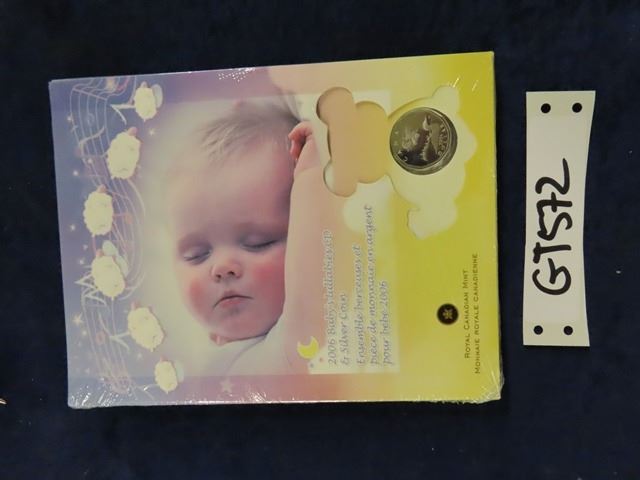 2006 Baby Lullabies CD
& Silver Coin
Ensemble berceuses et
pièce de monnaie en argent
pour bébé 2006
ROYAL CANADIAN MINT
MONNAIE ROYALE CANADIENNE
GT572